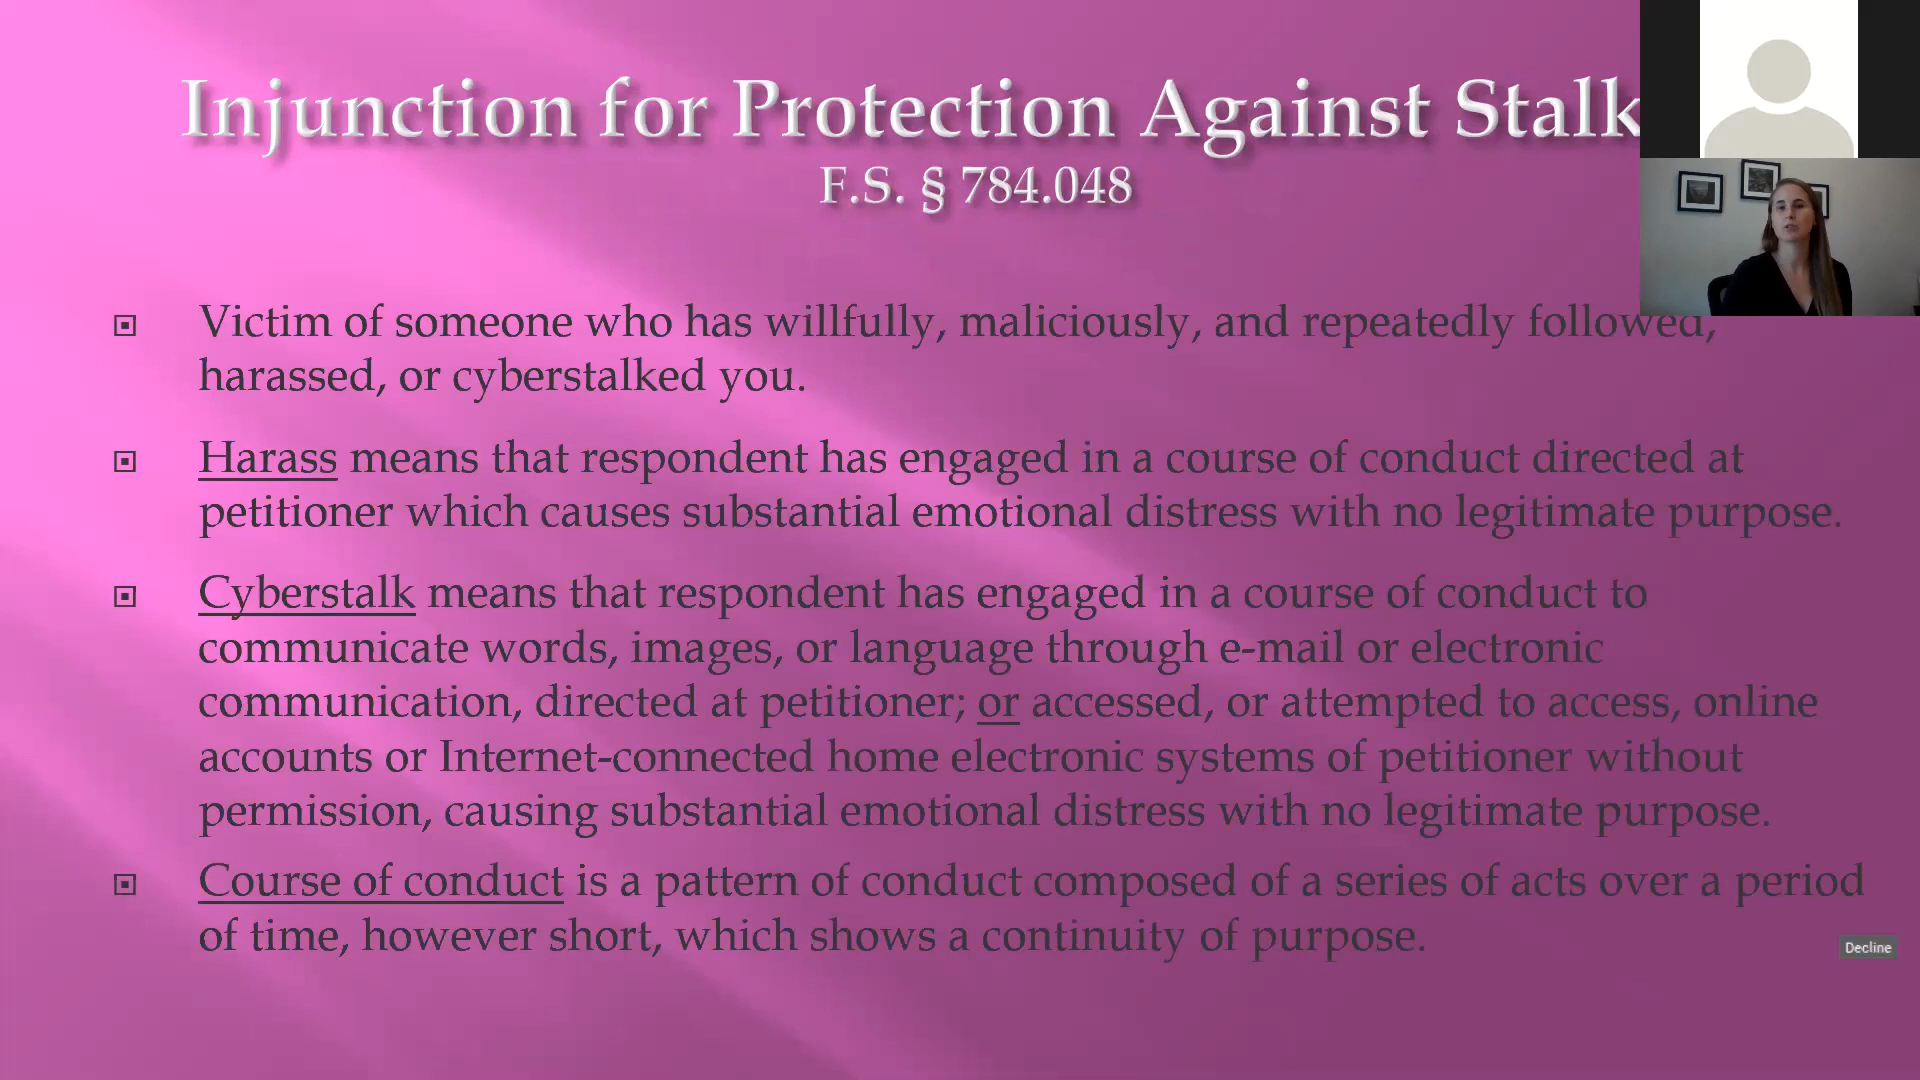 Injunction for Protection Against Stalk
F.S. § 784.048
Victim of someone who has willfully, maliciously, and repeatedly followed,
harassed, or cyberstalked you.
Harass means that respondent has engaged in a course of conduct directed at
petitioner which causes substantial emotional distress with no legitimate purpose.
Cyberstalk means that respondent has engaged in a course of conduct to
communicate words, images, or language through e-mail or electronic
communication, directed at petitioner; or accessed, or attempted to access, online
accounts or Internet-connected home electronic systems of petitioner without
permission, causing substantial emotional distress with no legitimate purpose.
Course of conduct is a pattern of conduct composed of a series of acts over a period
of time, however short, which shows a continuity of purpose.
Decline